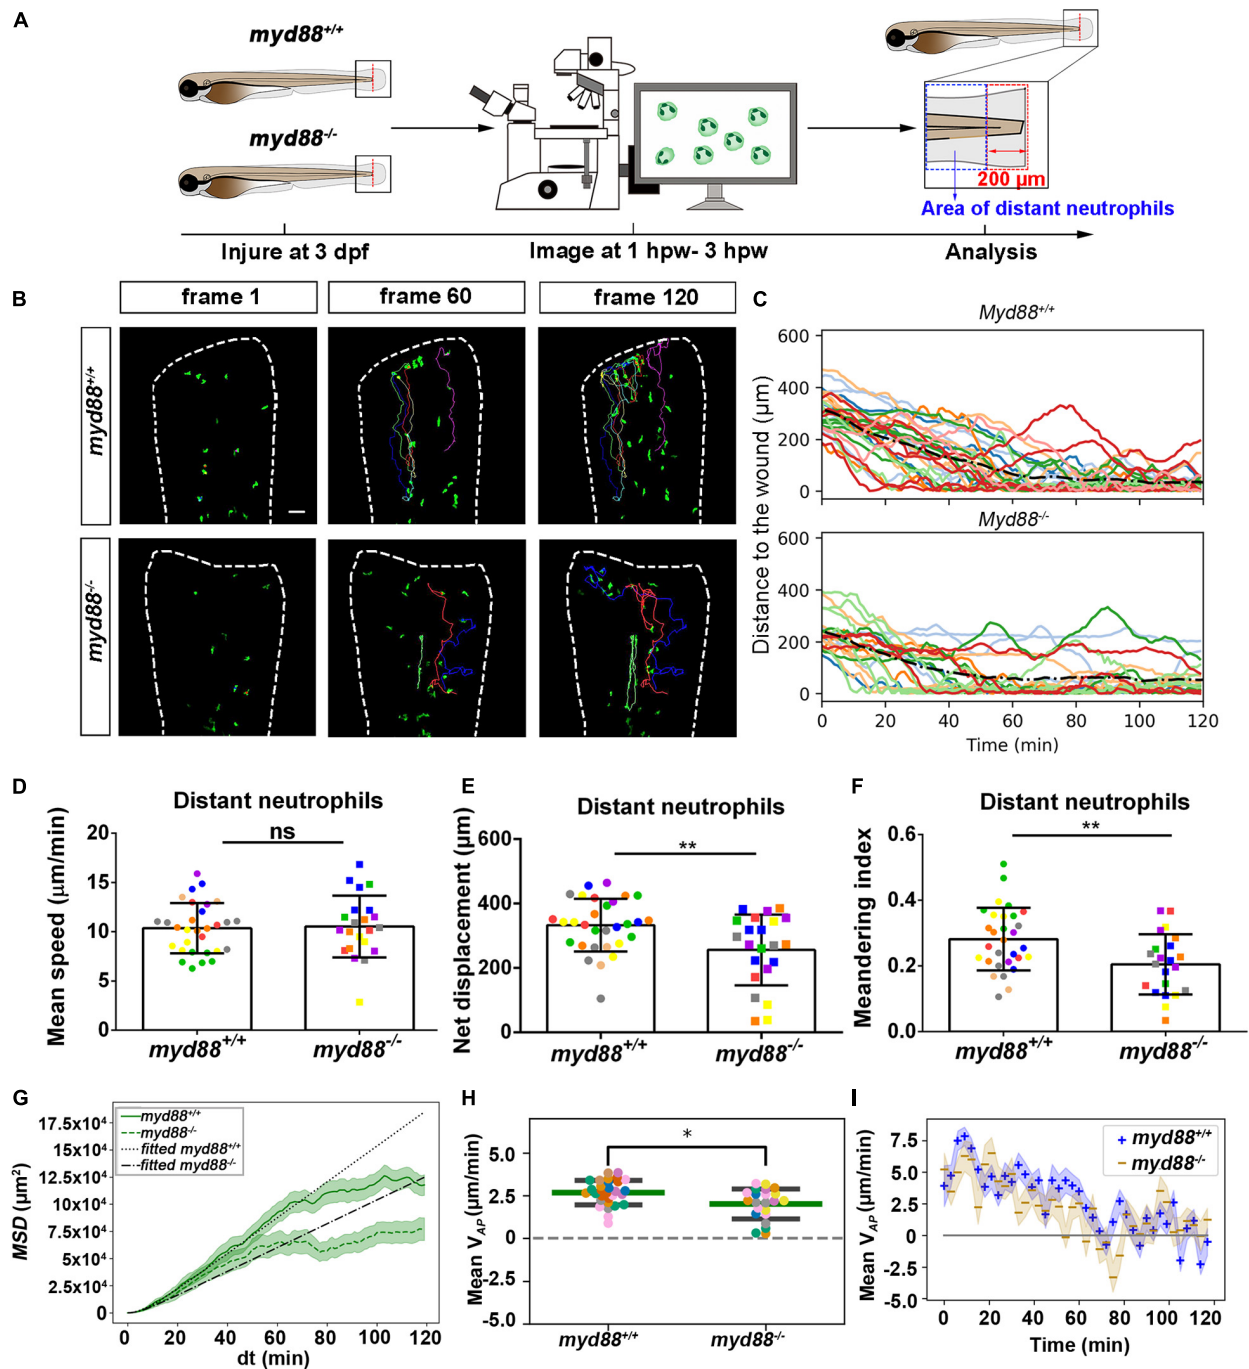 A
myd88+/+
myd88-/-
200 µm
Area of distant neutrophils
Injure at 3 dpf
Image at 1 hpw- 3 hpw
Analysis
B
frame 1
frame 60
frame 120
myd88+/+
myd88-/-
C
Myd88+/+
600
400
200
0
Myd88-/-
600
400
200
0
Distance to the wound (µm)
0 20 40 60 80 100 120
Time (min)
D
Distant neutrophils
ns
Mean speed (µm/min)
20
15
10
5
0
myd88+/+
myd88-/-
E
Distant neutrophils
**
Net displacement (µm)
600
400
200
0
myd88+/+
myd88-/-
F
Distant neutrophils
**
Meandering index
0.6
0.4
0.2
0.0
myd88+/+
myd88-/-
G
myd88+/+
myd88-/-
fitted myd88+/+
fitted myd88-/-
MSD (µm²)
17.5x10⁴
15x10⁴
12.5x10⁴
10x10⁴
7.5x10⁴
5x10⁴
2.5x10⁴
0
0 20 40 60 80 100 120
dt (min)
H
*
Mean VAP (µm/min)
5.0
2.5
0
-2.5
-5.0
myd88+/+
myd88-/-
I
myd88+/+
myd88-/-
Mean VAP (µm/min)
7.5
5.0
2.5
0
-2.5
-5.0
0 20 40 60 80 100 120
Time (min)